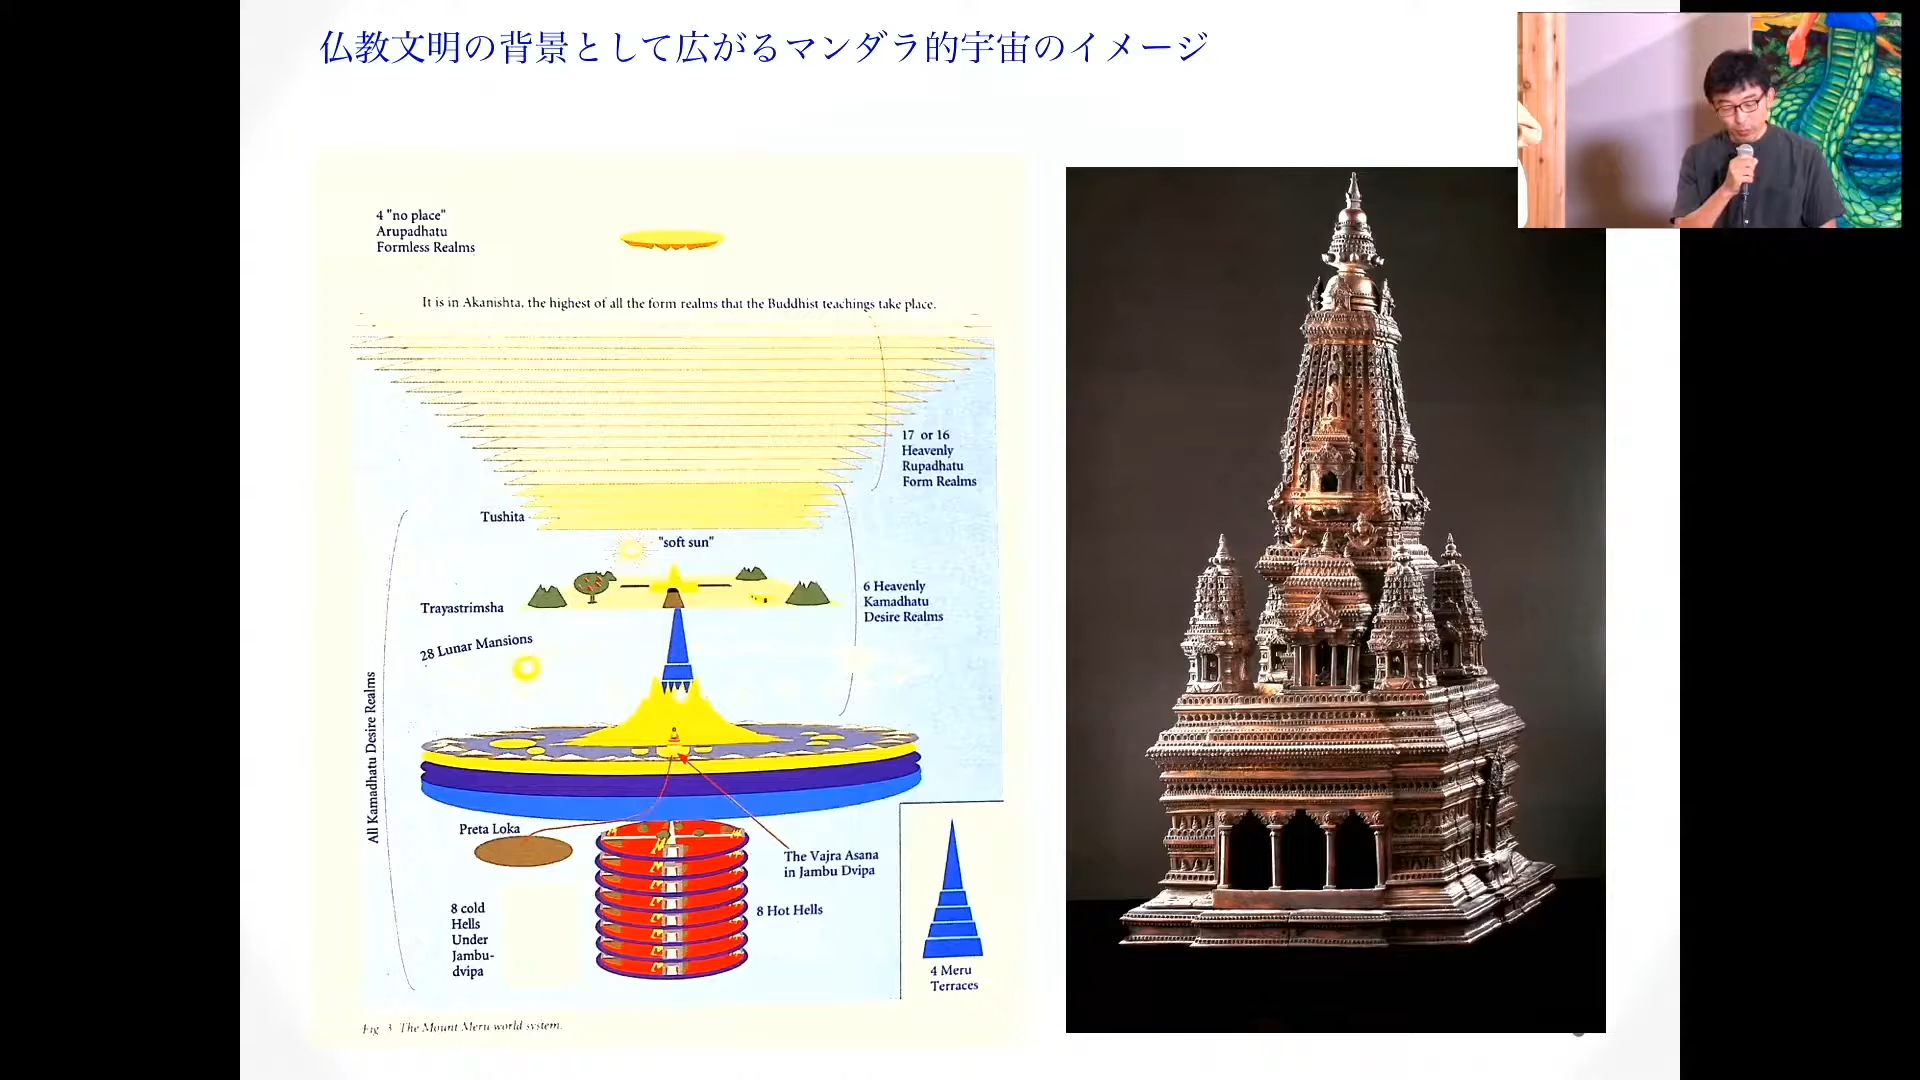 仏教文明の背景として広がるマンダラ的宇宙のイメージ
4 "no place"
Arupadhatu
Formless Realms
It is in Akanishta, the highest of all the form realms that the Buddhist teachings take place.
17 or 16
Heavenly
Rupadhatu
Form Realms
Tushita
"soft sun"
Trayastrimsha
6 Heavenly
Kamadhatu
Desire Realms
28 Lunar Mansions
All Kamadhatu Desire Realms
Preta Loka
The Vajra Asana
in Jambu Dvipa
8 cold
Hells
Under
Jambu-
dvipa
8 Hot Hells
4 Meru
Terraces
Fig. 3 The Mount Meru world system.